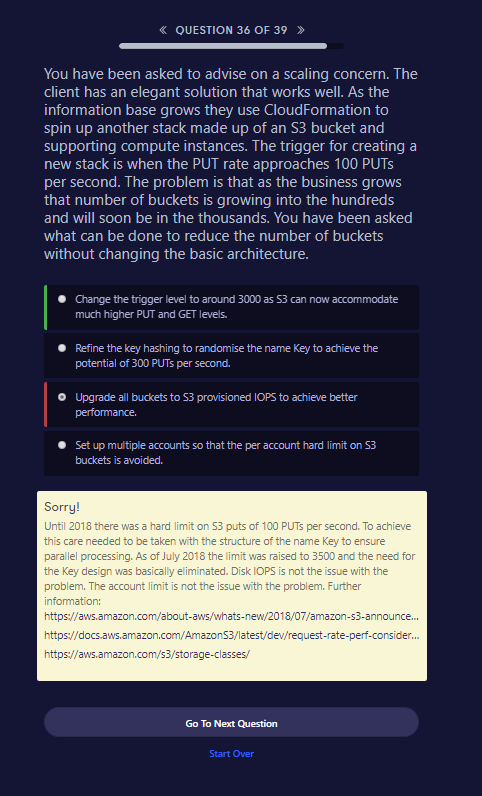 « QUESTION 36 OF 39 »
You have been asked to advise on a scaling concern. The
client has an elegant solution that works well. As the
information base grows they use CloudFormation to
spin up another stack made up of an S3 bucket and
supporting compute instances. The trigger for creating a
new stack is when the PUT rate approaches 100 PUTs
per second. The problem is that as the business grows
that number of buckets is growing into the hundreds
and will soon be in the thousands. You have been asked
what can be done to reduce the number of buckets
without changing the basic architecture.
Change the trigger level to around 3000 as S3 can now accommodate
much higher PUT and GET levels.
Refine the key hashing to randomise the name Key to achieve the
potential of 300 PUTs per second.
Upgrade all buckets to S3 provisioned IOPS to achieve better
performance.
Set up multiple accounts so that the per account hard limit on S3
buckets is avoided.
Sorry!
Until 2018 there was a hard limit on S3 puts of 100 PUTs per second. To achieve
this care needed to be taken with the structure of the name Key to ensure
parallel processing. As of July 2018 the limit was raised to 3500 and the need for
the Key design was basically eliminated. Disk IOPS is not the issue with the
problem. The account limit is not the issue with the problem. Further
information:
https://aws.amazon.com/about-aws/whats-new/2018/07/amazon-s3-announce...
https://docs.aws.amazon.com/AmazonS3/latest/dev/request-rate-perf-consider...
https://aws.amazon.com/s3/storage-classes/
Go To Next Question
Start Over